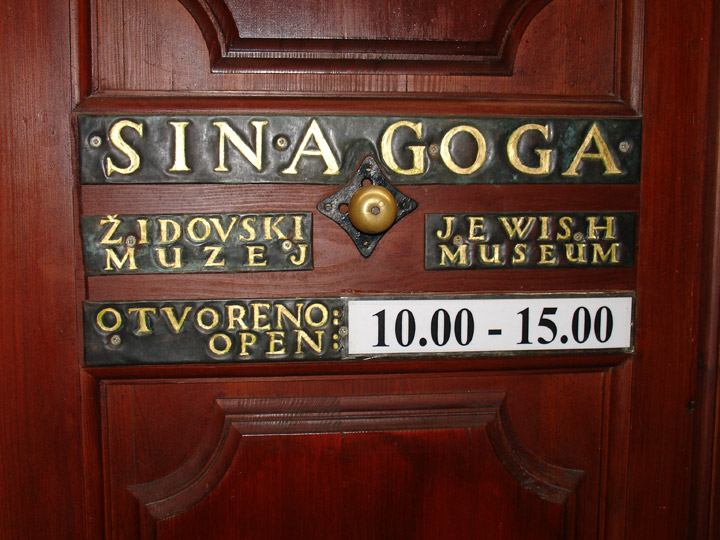 SINAGOGA
ŽIDOVSKI
MUZEJ
JEWISH
MUSEUM
OTVORENO:
OPEN:
10.00 - 15.00